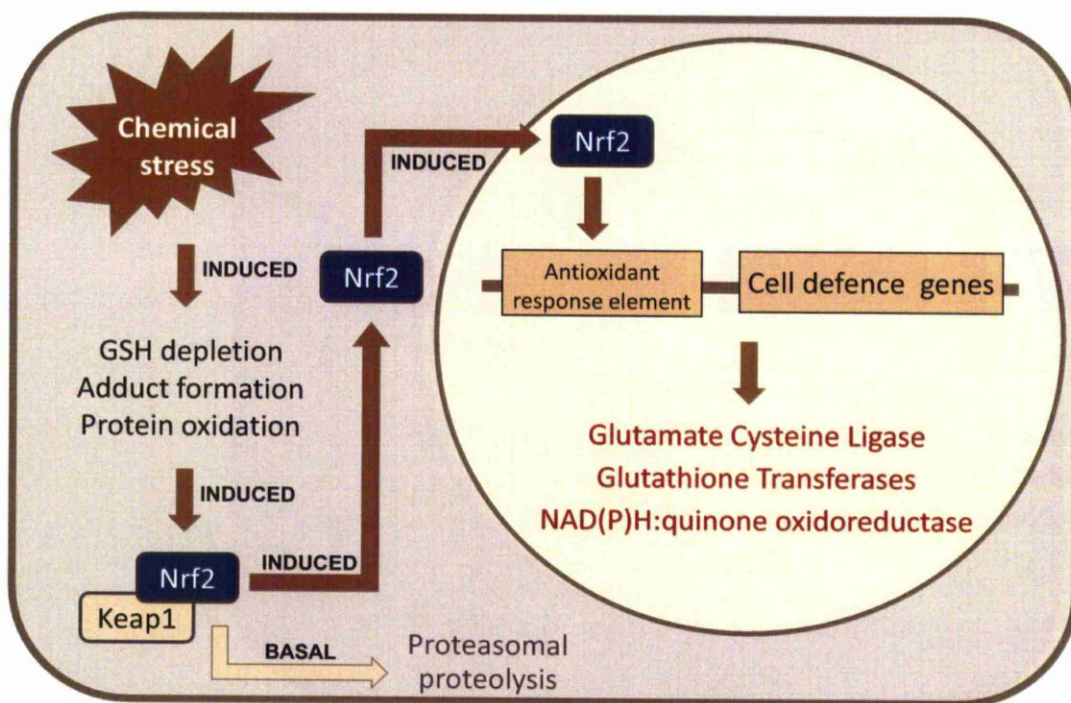 Chemical
stress
INDUCED
GSH depletion
Adduct formation
Protein oxidation
INDUCED
Nrf2
Keap1
INDUCED
BASAL
Proteasomal
proteolysis
Nrf2
INDUCED
Nrf2
Antioxidant
response element
Cell defence genes
Glutamate Cysteine Ligase
Glutathione Transferases
NAD(P)H:quinone oxidoreductase